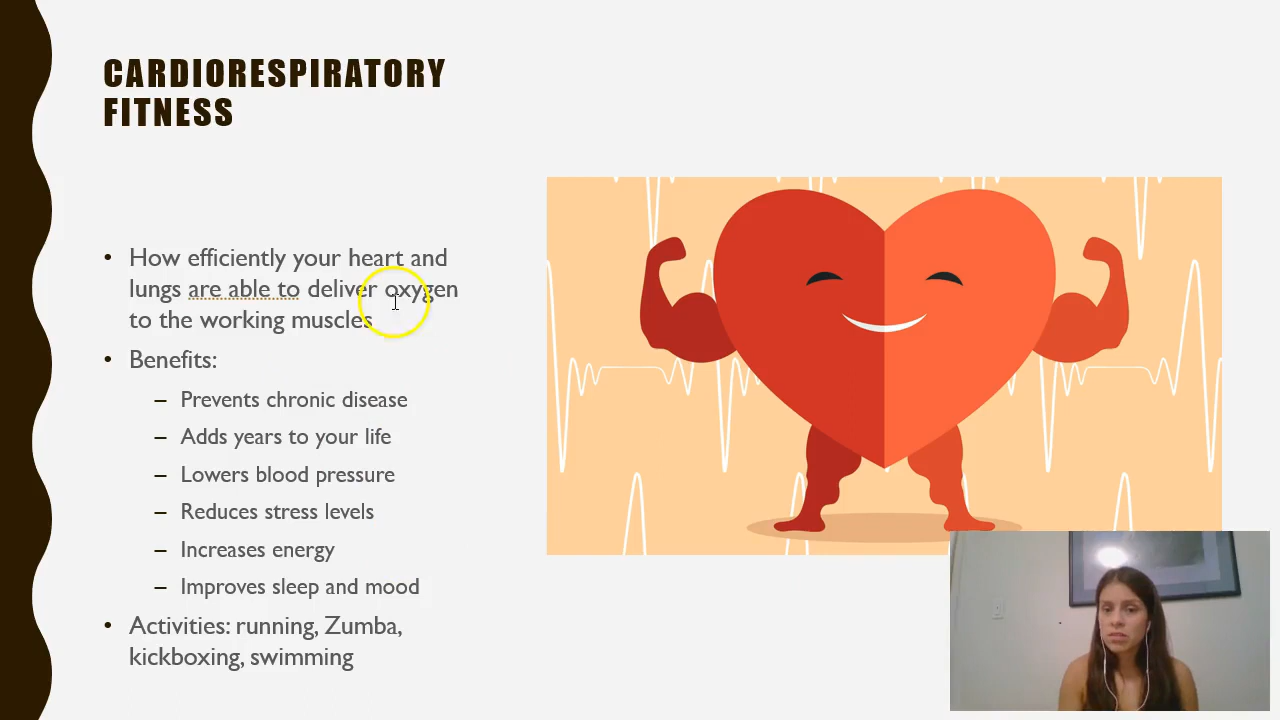 CARDIORESPIRATORY
FITNESS
• How efficiently your heart and
lungs are able to deliver oxygen
to the working muscles
• Benefits:
– Prevents chronic disease
– Adds years to your life
– Lowers blood pressure
– Reduces stress levels
– Increases energy
– Improves sleep and mood
• Activities: running, Zumba,
kickboxing, swimming